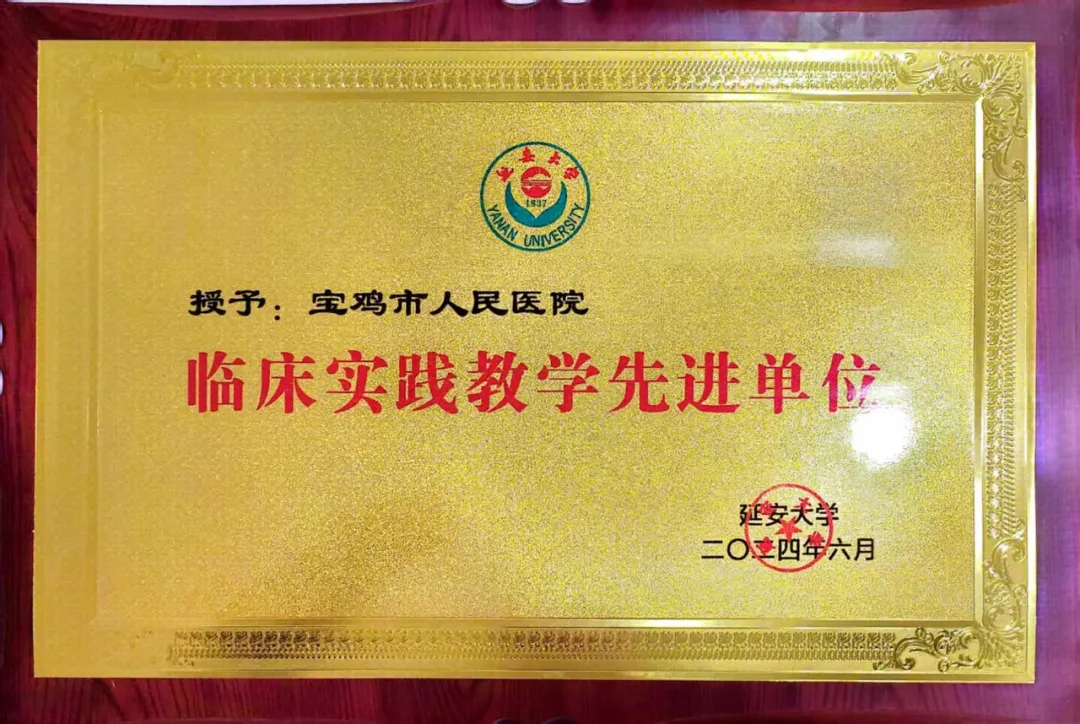 延安大学
1937
YANAN UNIVERSITY
授予：宝鸡市人民医院
临床实践教学先进单位
延安大学
二〇二四年六月